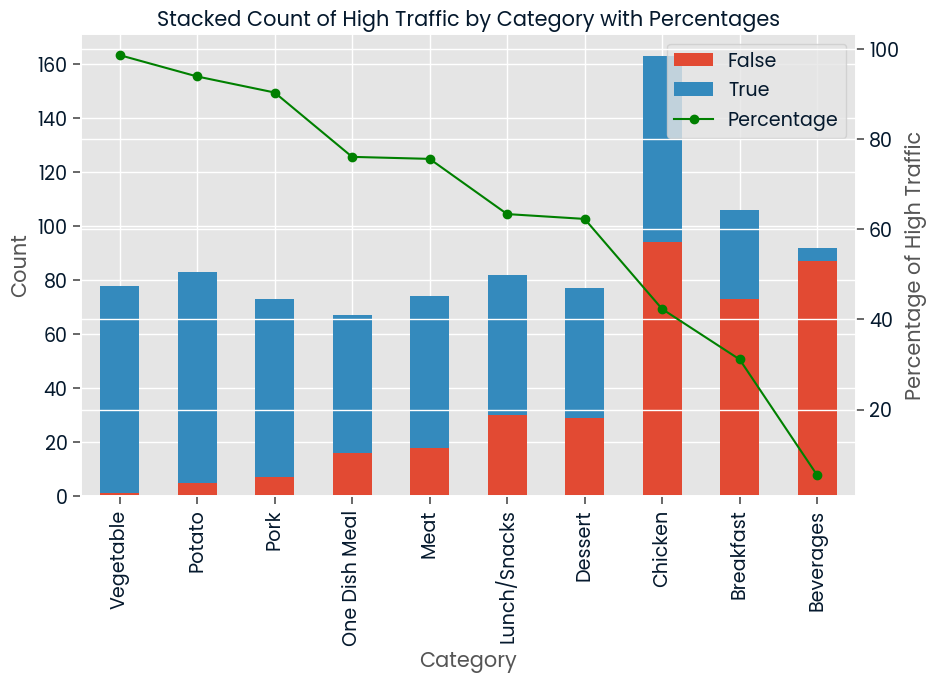 Stacked Count of High Traffic by Category with Percentages
False
True
Percentage
Count
160
140
120
100
80
60
40
20
0
Percentage of High Traffic
100
80
60
40
20
Vegetable
Potato
Pork
One Dish Meal
Meat
Lunch/Snacks
Dessert
Chicken
Breakfast
Beverages
Category